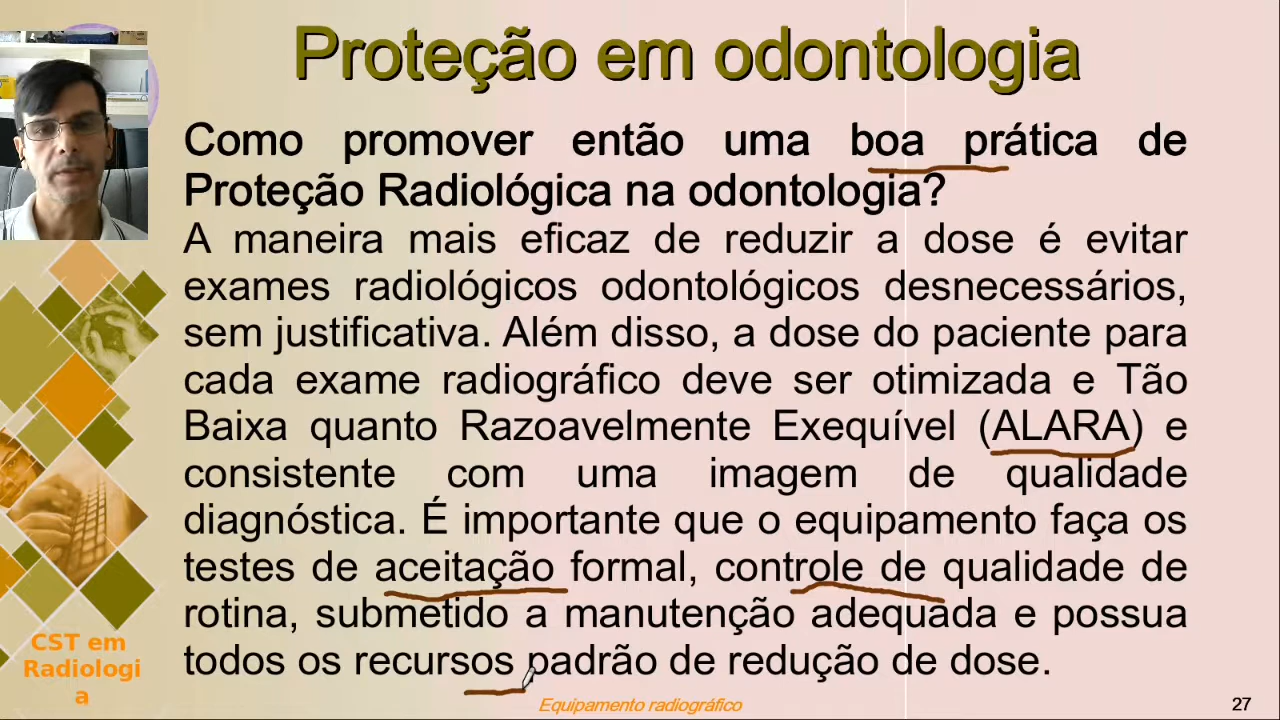 Proteção em odontologia
Como promover então uma boa prática de
Proteção Radiológica na odontologia?
A maneira mais eficaz de reduzir a dose é evitar
exames radiológicos odontológicos desnecessários,
sem justificativa. Além disso, a dose do paciente para
cada exame radiográfico deve ser otimizada e Tão
Baixa quanto Razoavelmente Exequível (ALARA) e
consistente com uma imagem de qualidade
diagnóstica. É importante que o equipamento faça os
testes de aceitação formal, controle de qualidade de
rotina, submetido a manutenção adequada e possua
todos os recursos padrão de redução de dose.
CST em
Radiologi
a
Equipamento radiográfico
27